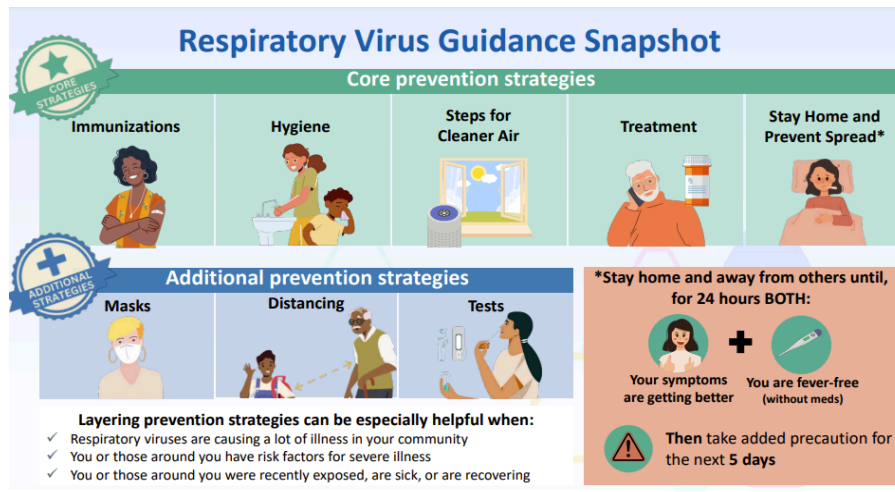 Respiratory Virus Guidance Snapshot
CORE
STRATEGIES
Core prevention strategies
Immunizations
Hygiene
Steps for
Cleaner Air
Treatment
Stay Home and
Prevent Spread*
ADDITIONAL
STRATEGIES
Additional prevention strategies
Masks
Distancing
Tests
Layering prevention strategies can be especially helpful when:
✓ Respiratory viruses are causing a lot of illness in your community
✓ You or those around you have risk factors for severe illness
✓ You or those around you were recently exposed, are sick, or are recovering
*Stay home and away from others until,
for 24 hours BOTH:
Your symptoms
are getting better
You are fever-free
(without meds)
Then take added precaution for
the next 5 days